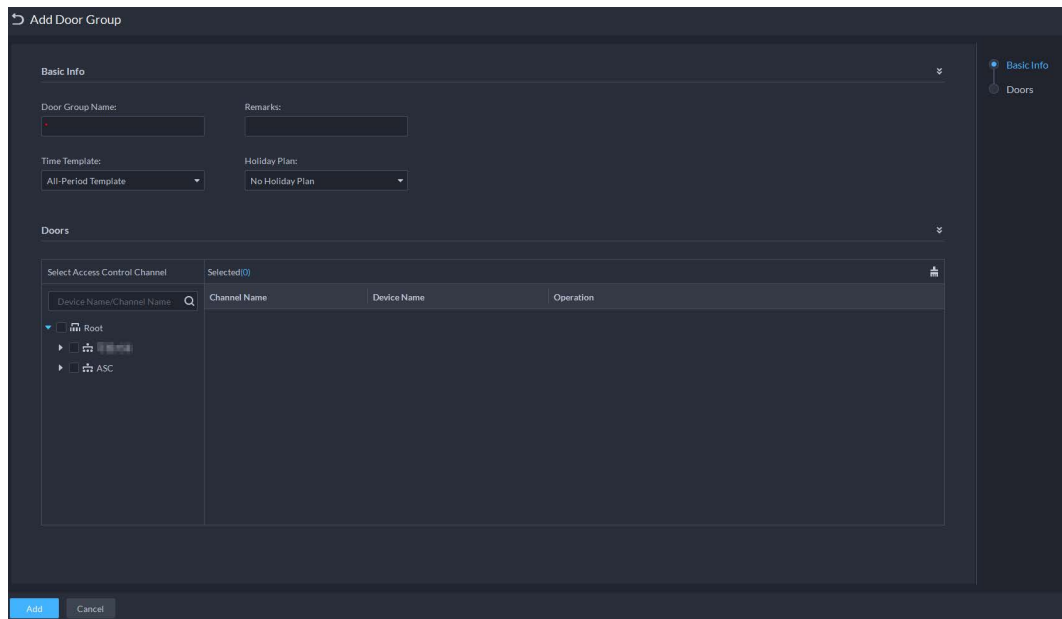 Add Door Group
Basic Info
Basic Info
Doors
Door Group Name:
Remarks:
*
Time Template:
Holiday Plan:
All-Period Template
No Holiday Plan
Doors
Select Access Control Channel
Selected(0)
Device Name/Channel Name
Channel Name
Device Name
Operation
Root
ASC
Add
Cancel